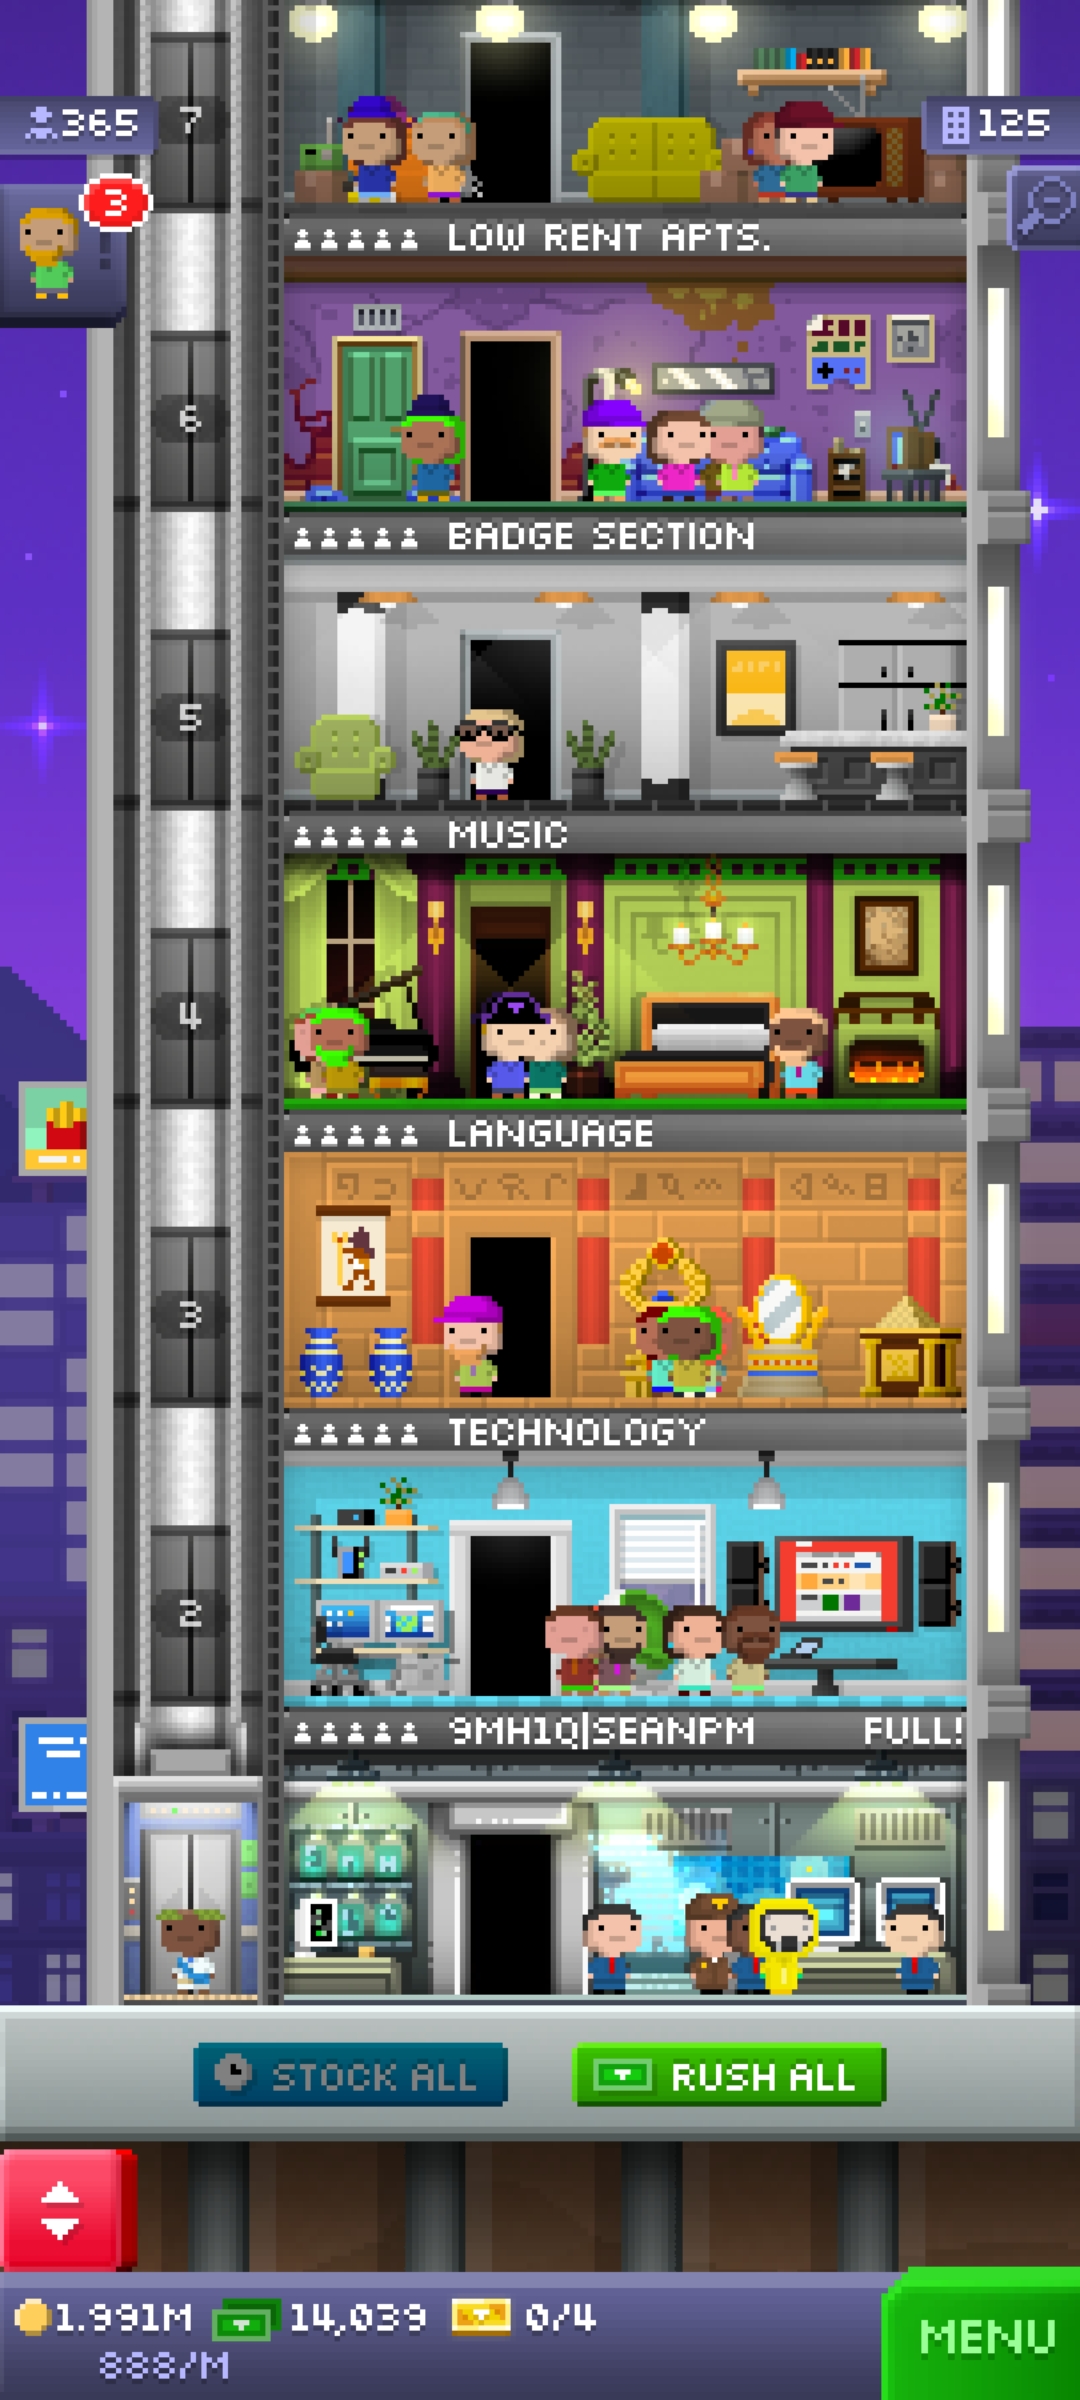 365
7
125
3
LOW RENT APTS.
6
BADGE SECTION
5
MUSIC
4
LANGUAGE
3
TECHNOLOGY
2
9MH1Q|SEANPM FULL!
STOCK ALL
RUSH ALL
1.991M 14,039 0/4
888/M
MENU